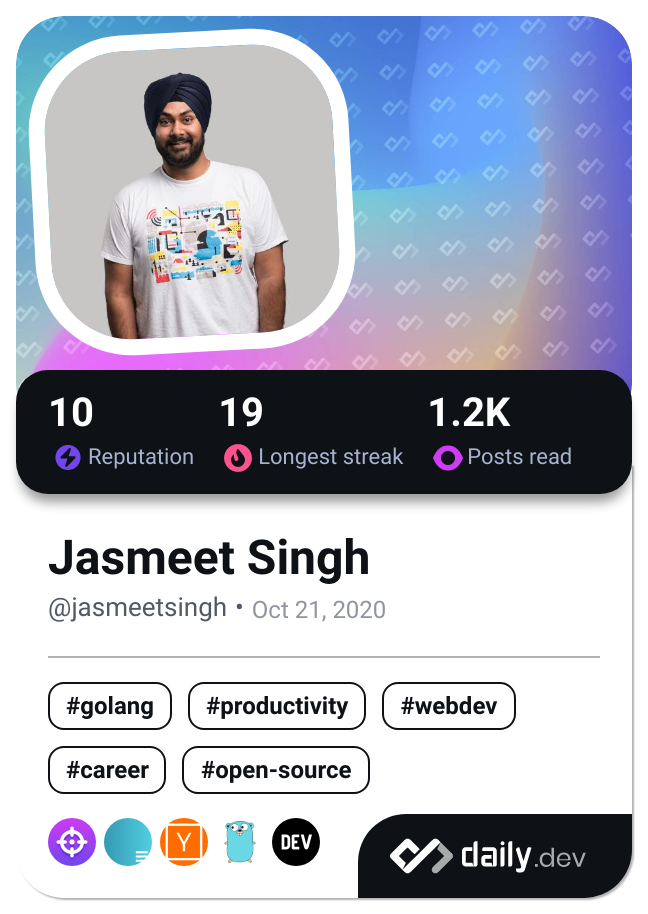 10 19 1.2K
Reputation Longest streak Posts read
Jasmeet Singh
@jasmeetsingh • Oct 21, 2020
#golang #productivity #webdev
#career #open-source
Y DEV
daily.dev